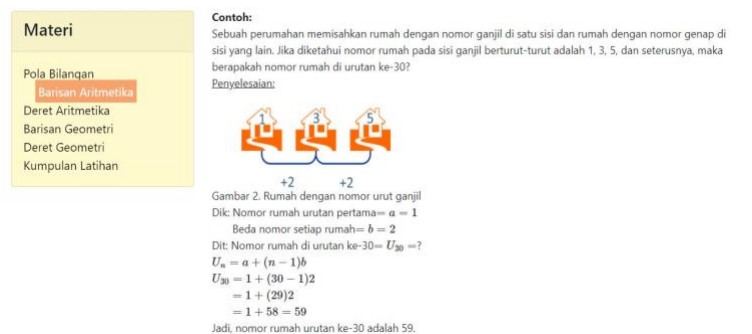 Materi
Pola Bilangan
Barisan Aritmetika
Deret Aritmetika
Barisan Geometri
Deret Geometri
Kumpulan Latihan
Contoh:
Sebuah perumahan memisahkan rumah dengan nomor ganjil di satu sisi dan rumah dengan nomor genap di
sisi yang lain. Jika diketahui nomor rumah pada sisi ganjil berturut-turut adalah 1, 3, 5, dan seterusnya, maka
berapakah nomor rumah di urutan ke-30?
Penyelesaian:
1 3 5
+2 +2
Gambar 2. Rumah dengan nomor urut ganjil
Dik: Nomor rumah urutan pertama= a = 1
Beda nomor setiap rumah= b = 2
Dit: Nomor rumah di urutan ke-30= U₃₀ =?
Uₙ = a + (n − 1)b
U₃₀ = 1 + (30 − 1)2
= 1 + (29)2
= 1 + 58 = 59
Jadi, nomor rumah urutan ke-30 adalah 59.